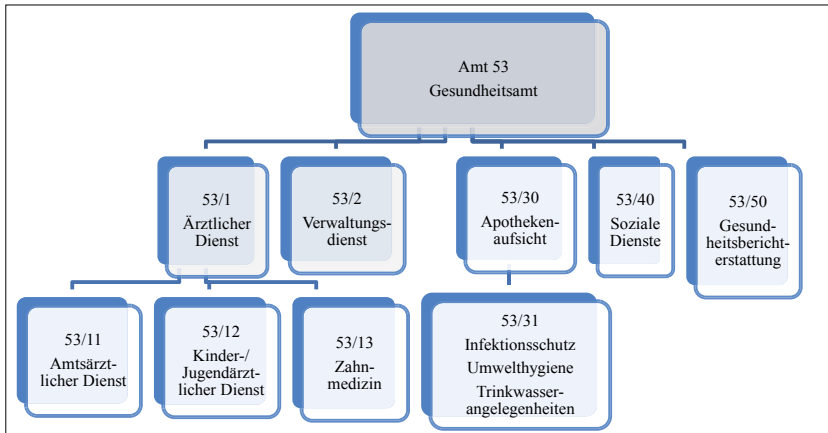 Amt 53
Gesundheitsamt
53/1
Ärztlicher
Dienst
53/2
Verwaltungs-
dienst
53/30
Apotheken-
aufsicht
53/40
Soziale
Dienste
53/50
Gesund-
heitsbericht-
erstattung
53/11
Amtsärzt-
licher Dienst
53/12
Kinder-/
Jugendärzt-
licher Dienst
53/13
Zahn-
medizin
53/31
Infektionsschutz
Umwelthygiene
Trinkwasser-
angelegenheiten